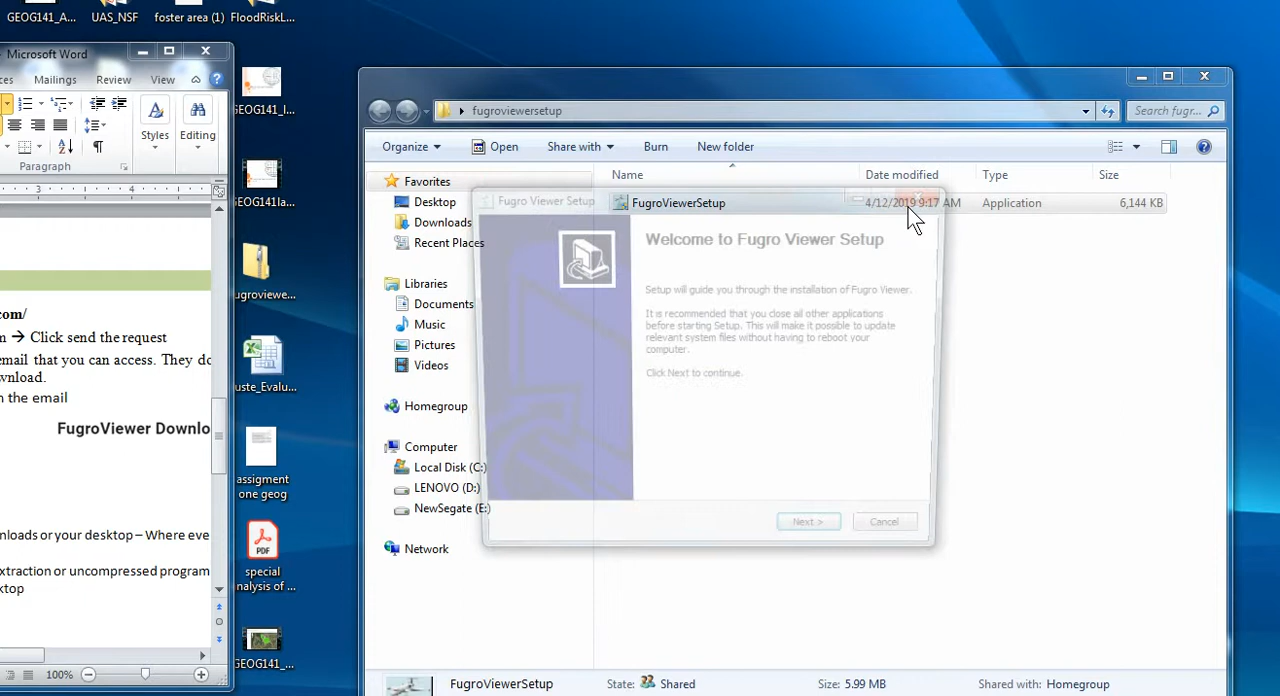 GEOG141_A...
UAS_NSF
foster area (1)
FloodRiskL...
Microsoft Word
ces
Mailings
Review
View
Styles
Editing
Paragraph
3
4
com/
n → Click send the request
email that you can access. They do
wnload.
n the email
FugroViewer Downlo
nloads or your desktop – Where eve
xtraction or uncompressed program
ktop
100%
GEOG141_I...
GEOG141la...
ugroviewe...
uste_Evalu...
assigment
one geog
PDF
special
nalysis of ...
GEOG141_...
fugroviewersetup
Search fugr...
Organize
Open
Share with
Burn
New folder
Favorites
Desktop
Downloads
Recent Places
Libraries
Documents
Music
Pictures
Videos
Homegroup
Computer
Local Disk (C:)
LENOVO (D:)
NewSegate (E:)
Network
Name
Date modified
Type
Size
FugroViewerSetup
4/12/2019 9:17 AM
Application
6,144 KB
Fugro Viewer Setup
Welcome to Fugro Viewer Setup
Setup will guide you through the installation of Fugro Viewer.
It is recommended that you close all other applications
before starting Setup. This will make it possible to update
relevant system files without having to reboot your
computer.
Click Next to continue.
Next >
Cancel
FugroViewerSetup
State:
Shared
Size: 5.99 MB
Shared with: Homegroup